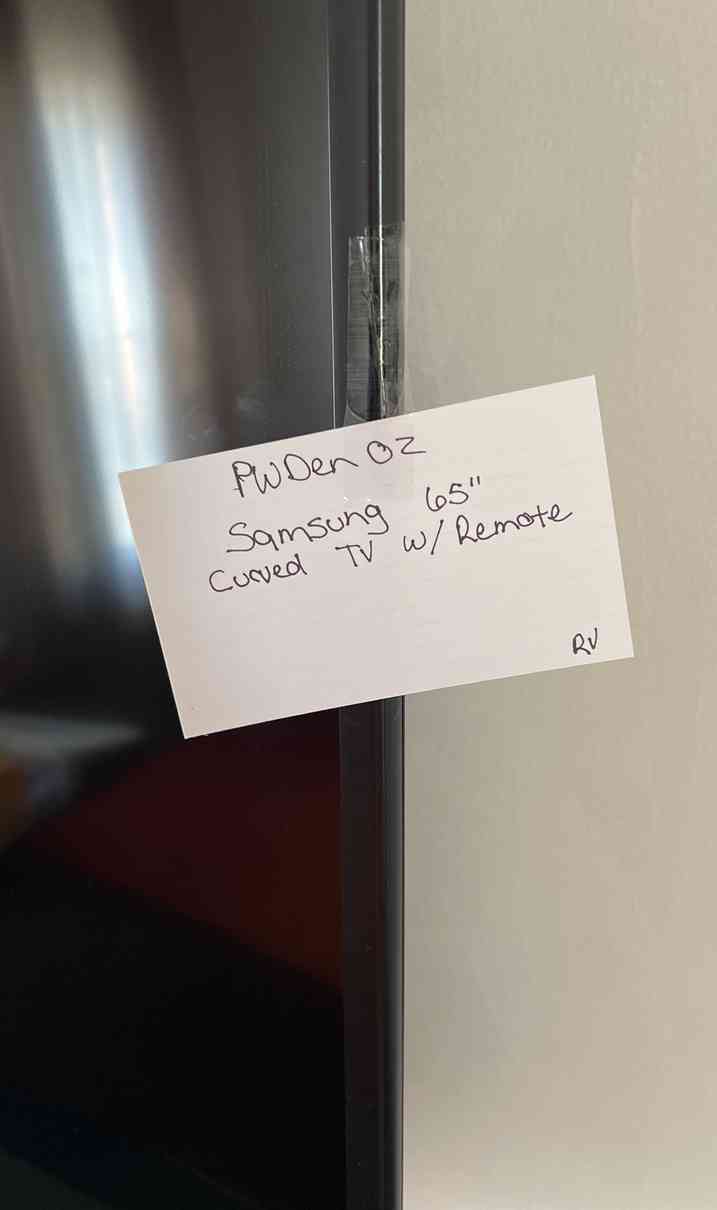 PWDen 02
Samsung 65"
Curved TV w/ Remote
RV